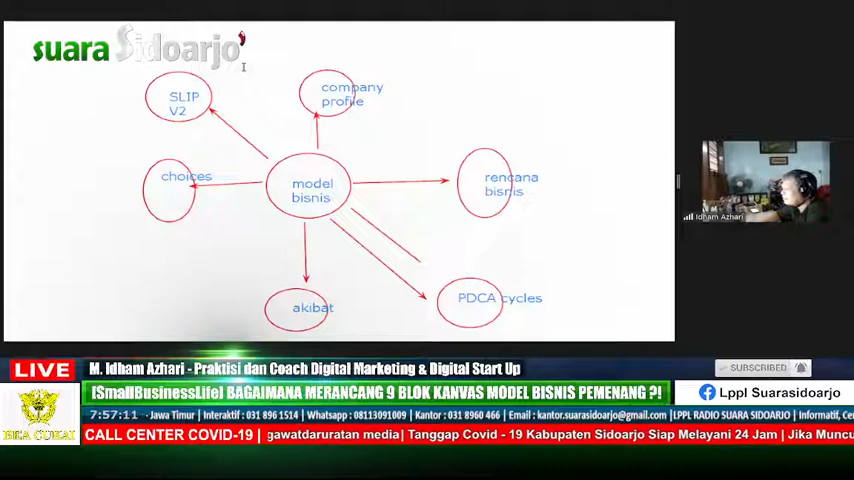 suara Sidoarjo
SLIP
V2
company
profile
choices
model
bisnis
rencana
bisnis
akibat
PDCA cycles
Idham Azhari
LIVE
M. Idham Azhari - Praktisi dan Coach Digital Marketing & Digital Start Up
SUBSCRIBED
[SmallBusinessLife] BAGAIMANA MERANCANG 9 BLOK KANVAS MODEL BISNIS PEMENANG ?!
Lppl Suarasidoarjo
7:57:11 - Jawa Timur | Interaktif : 031 896 1514 | Whatsapp : 08113091009 | Kantor : 031 8960 466 | Email : kantor.suarasidoarjo@gmail.com |LPPL RADIO SUARA SIDOARJO | Informatif, Cer
BEA CUKAI
CALL CENTER COVID-19 | gawatdaruratan media| Tanggap Covid - 19 Kabupaten Sidoarjo Siap Melayani 24 Jam | Jika Muncu